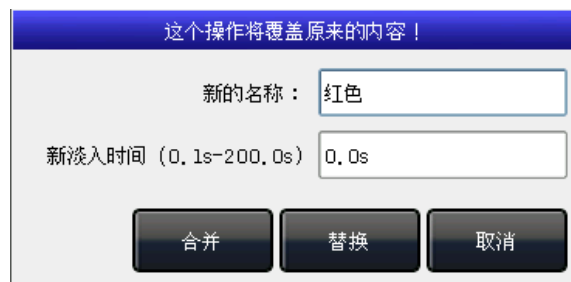 这个操作将覆盖原来的内容！
新的名称： 红色
新淡入时间 (0.1s-200.0s) 0.0s
合并 替换 取消